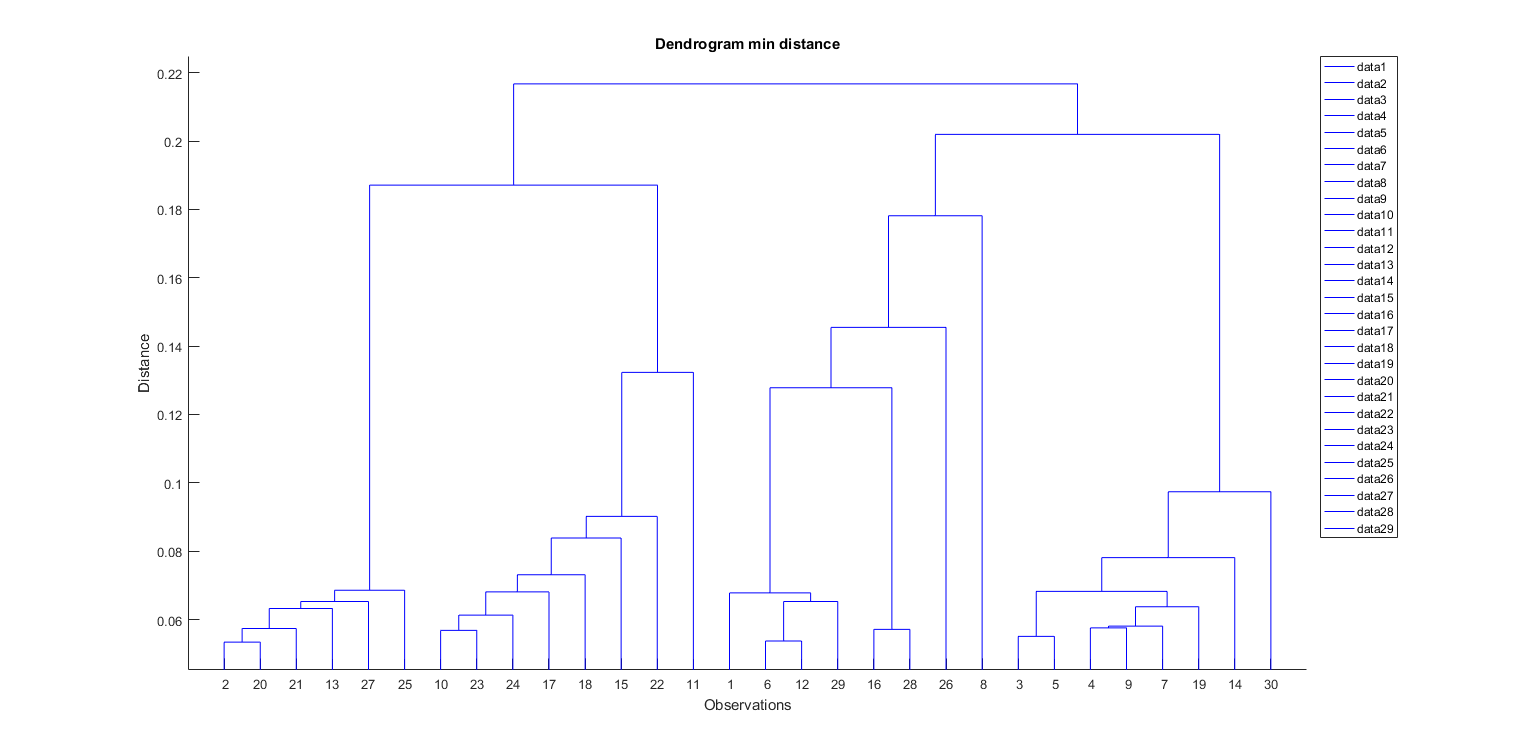 Dendrogram min distance
0.22
0.2
0.18
0.16
0.14
0.12
0.1
0.08
0.06
Distance
2 20 21 13 27 25 10 23 24 17 18 15 22 11 1 6 12 29 16 28 26 8 3 5 4 9 7 19 14 30
Observations
data1
data2
data3
data4
data5
data6
data7
data8
data9
data10
data11
data12
data13
data14
data15
data16
data17
data18
data19
data20
data21
data22
data23
data24
data25
data26
data27
data28
data29